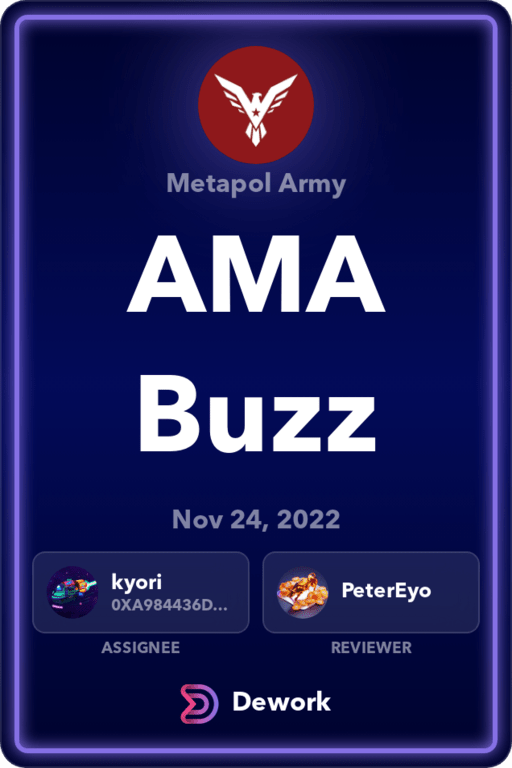 Metapol Army
AMA
Buzz
Nov 24, 2022
kyori
0XA984436D...
PeterEyo
ASSIGNEE
REVIEWER
Dework